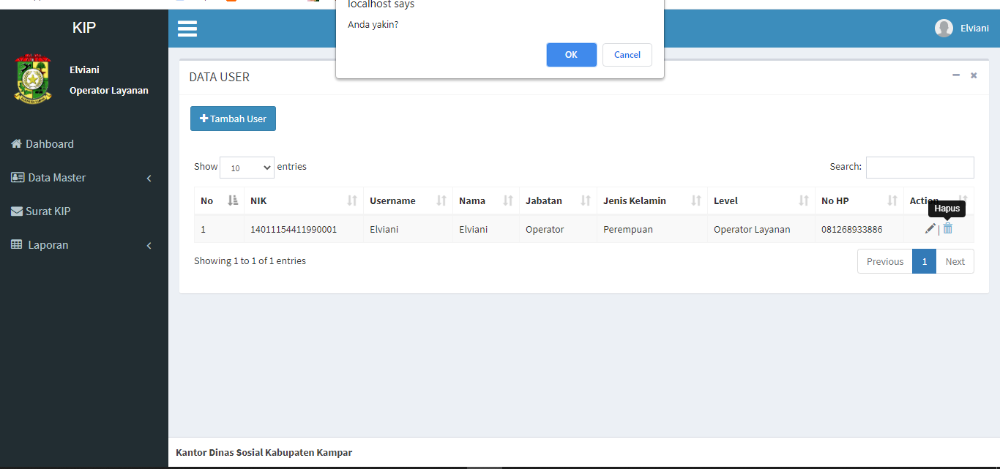 localhost says
Anda yakin?
OK Cancel
KIP
Elviani
Elviani
Operator Layanan
DATA USER
Tambah User
Dahboard
Data Master
Surat KIP
Laporan
Show 10 entries
Search:
No NIK Username Nama Jabatan Jenis Kelamin Level No HP Action
Hapus
1 14011154411990001 Elviani Elviani Operator Perempuan Operator Layanan 081268933886 |
Showing 1 to 1 of 1 entries
Previous 1 Next
Kantor Dinas Sosial Kabupaten Kampar